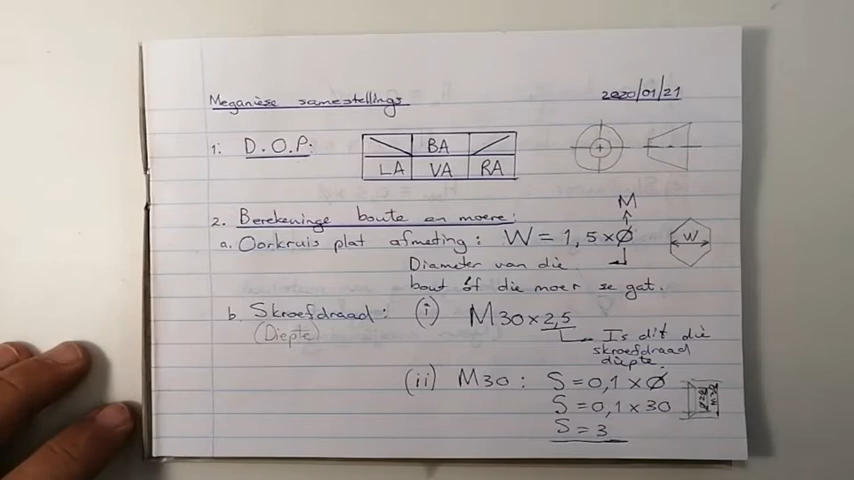 Meganiese samestellings 2020/01/21
1. D.O.P.:
BA
LA VA RA
2. Berekeninge boute en moere:
M
a. Oorkruis plat afmeting: W = 1,5 x Ø
W
Diameter van die
bout óf die moer se gat.
b. Skroefdraad: (i) M30 x 2,5
(Diepte)
Is dit die
skroefdraad
diepte.
(ii) M30: S = 0,1 x Ø
S = 0,1 x 30
S = 3